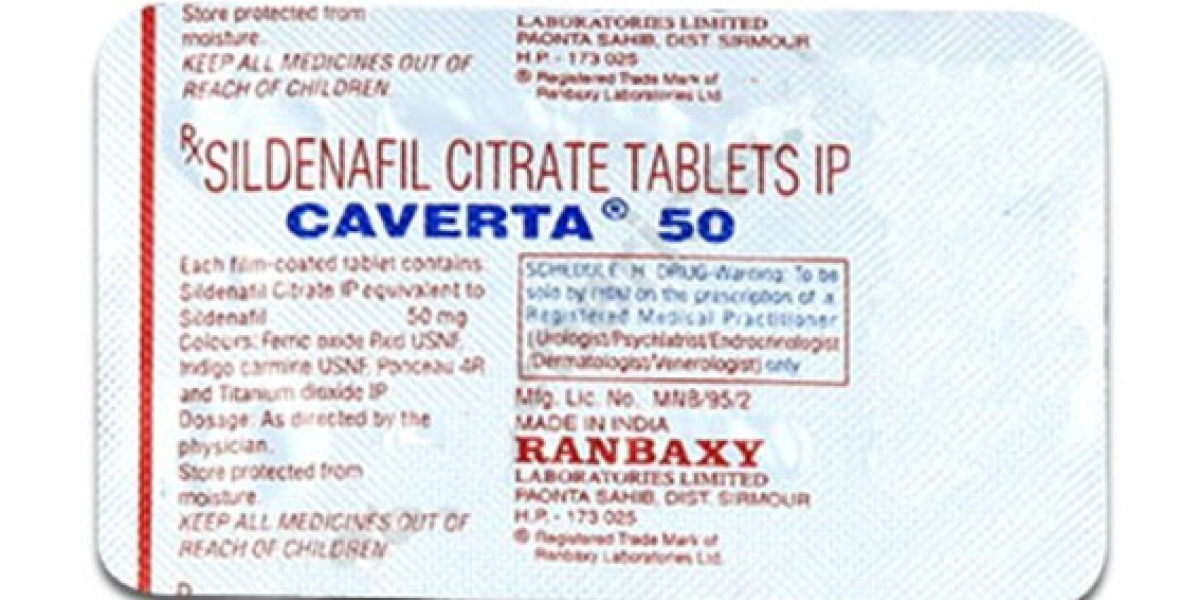 Store protected from
moisture.
KEEP ALL MEDICINES OUT OF
REACH OF CHILDREN.
LABORATORIES LIMITED
PAONTA SAHIB, DIST. SIRMOUR
H.P. - 173 025
® Registered Trade Mark of
Ranbaxy Laboratories Ltd.
Rx SILDENAFIL CITRATE TABLETS IP
CAVERTA® 50
Each film-coated tablet contains
Sildenafil Citrate IP equivalent to
Sildenafil 50 mg
Colours: Ferric oxide Red USNF,
Indigo carmine USNF, Ponceau 4R
and Titanium dioxide IP
Dosage: As directed by the
physician.
Store protected from
moisture.
KEEP ALL MEDICINES OUT OF
REACH OF CHILDREN.
SCHEDULE H DRUG-Warning: To be
sold by on the prescription of a
Registered Medical Practitioner
(Urologist/Psychiatrist/Endocrinologist
/Dermatologist/Venerologist) only
Mfg. Lic. No. MNB/95/2
MADE IN INDIA
RANBAXY
LABORATORIES LIMITED
PAONTA SAHIB, DIST. SIRMOUR
H.P. - 173 025
® Registered Trade Mark of
Ranbaxy Laboratories Ltd.